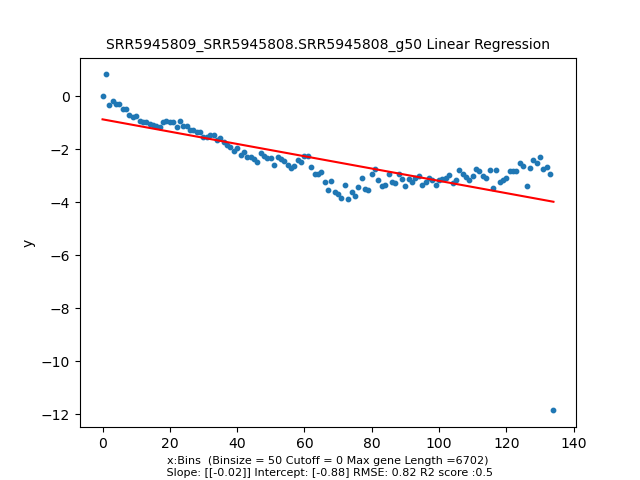 SRR5945809_SRR5945808.SRR5945808_g50 Linear Regression
y
0
−2
−4
−6
−8
−10
−12
0 20 40 60 80 100 120 140
x:Bins  (Binsize = 50 Cutoff = 0 Max gene Length =6702)
Slope: [[-0.02]] Intercept: [-0.88] RMSE: 0.82 R2 score :0.5